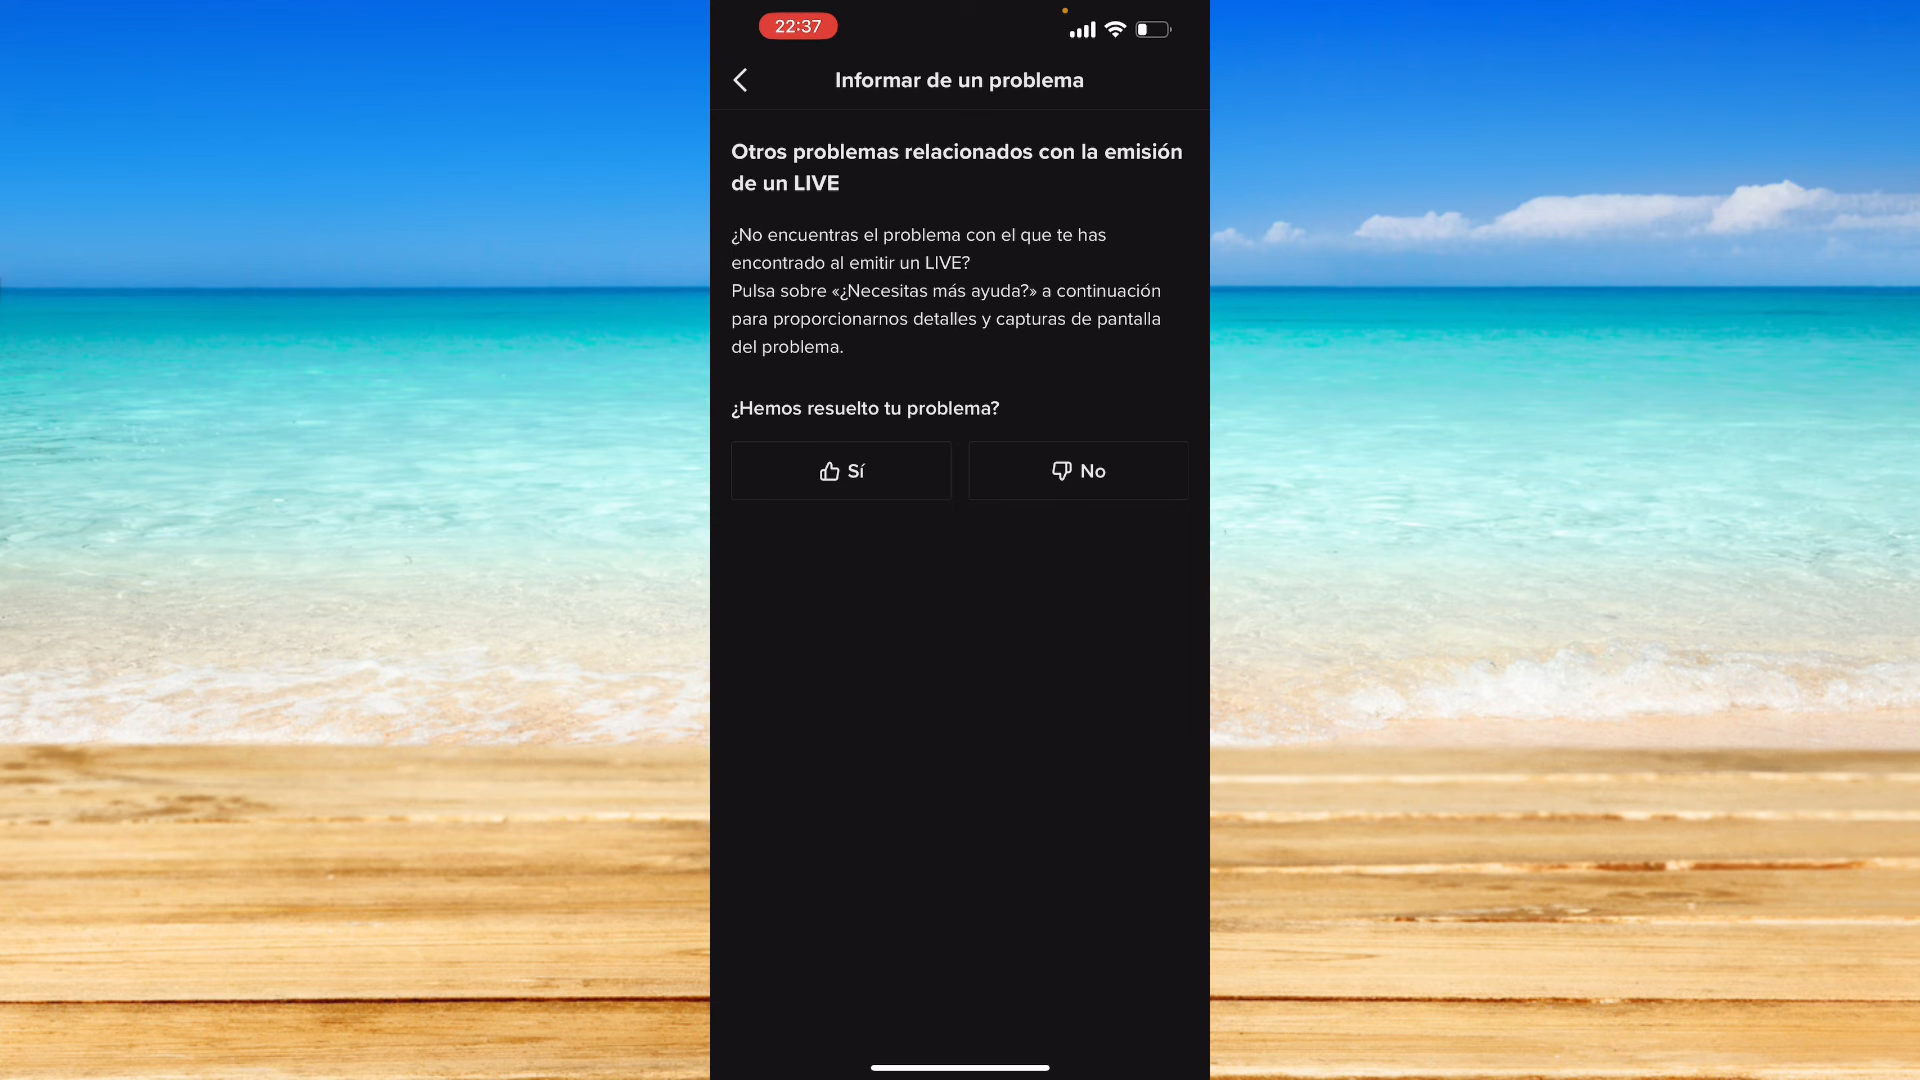 22:37
Informar de un problema
Otros problemas relacionados con la emisión
de un LIVE
¿No encuentras el problema con el que te has
encontrado al emitir un LIVE?
Pulsa sobre «¿Necesitas más ayuda?» a continuación
para proporcionarnos detalles y capturas de pantalla
del problema.
¿Hemos resuelto tu problema?
Sí
No